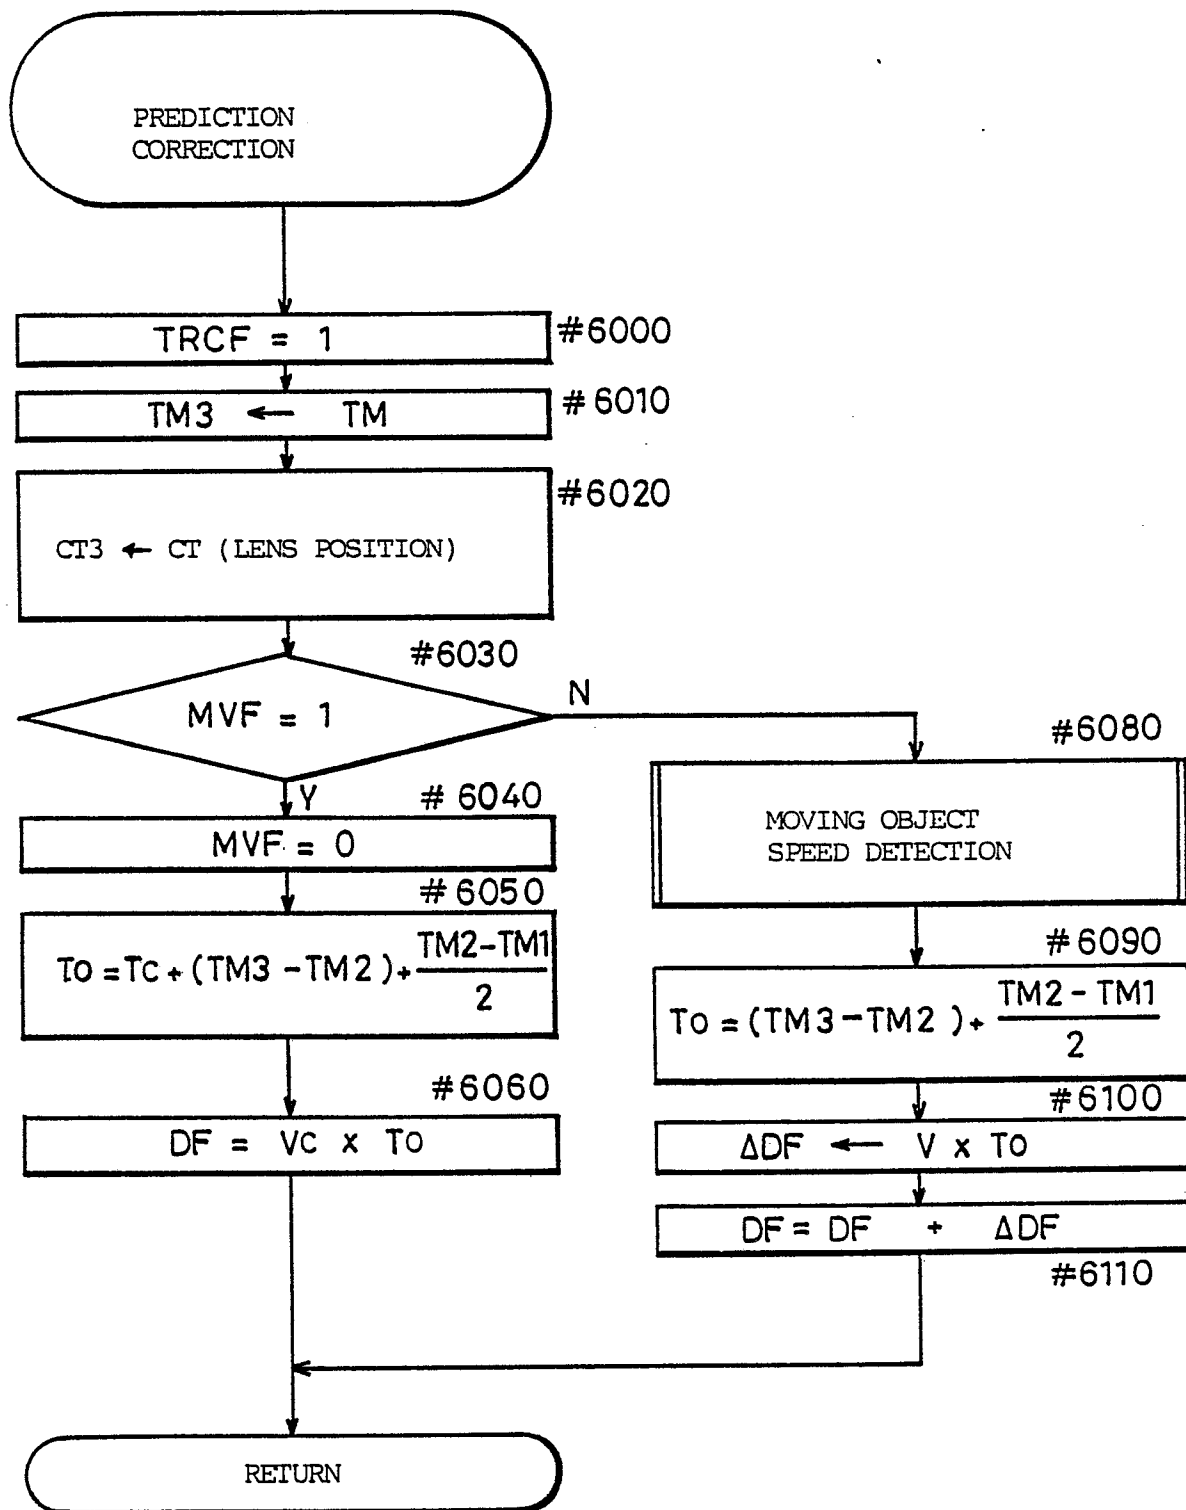 PREDICTION
CORRECTION
TRCF = 1
#6000
TM3 ← TM
#6010
#6020
CT3 ← CT (LENS POSITION)
#6030
MVF = 1
N
Y
#6040
MVF = 0
#6050
To = Tc + (TM3 - TM2) + (TM2-TM1)/2
#6060
DF = Vc x To
#6080
MOVING OBJECT
SPEED DETECTION
#6090
To = (TM3 - TM2) + (TM2 - TM1)/2
#6100
ΔDF ← V x To
DF = DF + ΔDF
#6110
RETURN